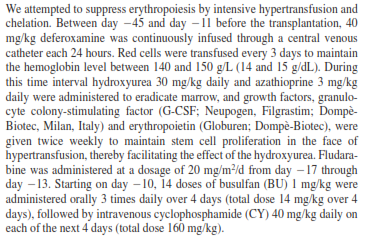 We attempted to suppress erythropoiesis by intensive hypertransfusion and
chelation. Between day −45 and day −11 before the transplantation, 40
mg/kg deferoxamine was continuously infused through a central venous
catheter each 24 hours. Red cells were transfused every 3 days to maintain
the hemoglobin level between 140 and 150 g/L (14 and 15 g/dL). During
this time interval hydroxyurea 30 mg/kg daily and azathioprine 3 mg/kg
daily were administered to eradicate marrow, and growth factors, granulo-
cyte colony-stimulating factor (G-CSF; Neupogen, Filgrastim; Dompè-
Biotec, Milan, Italy) and erythropoietin (Globuren; Dompè-Biotec), were
given twice weekly to maintain stem cell proliferation in the face of
hypertransfusion, thereby facilitating the effect of the hydroxyurea. Fludara-
bine was administered at a dosage of 20 mg/m²/d from day −17 through
day −13. Starting on day −10, 14 doses of busulfan (BU) 1 mg/kg were
administered orally 3 times daily over 4 days (total dose 14 mg/kg over 4
days), followed by intravenous cyclophosphamide (CY) 40 mg/kg daily on
each of the next 4 days (total dose 160 mg/kg).